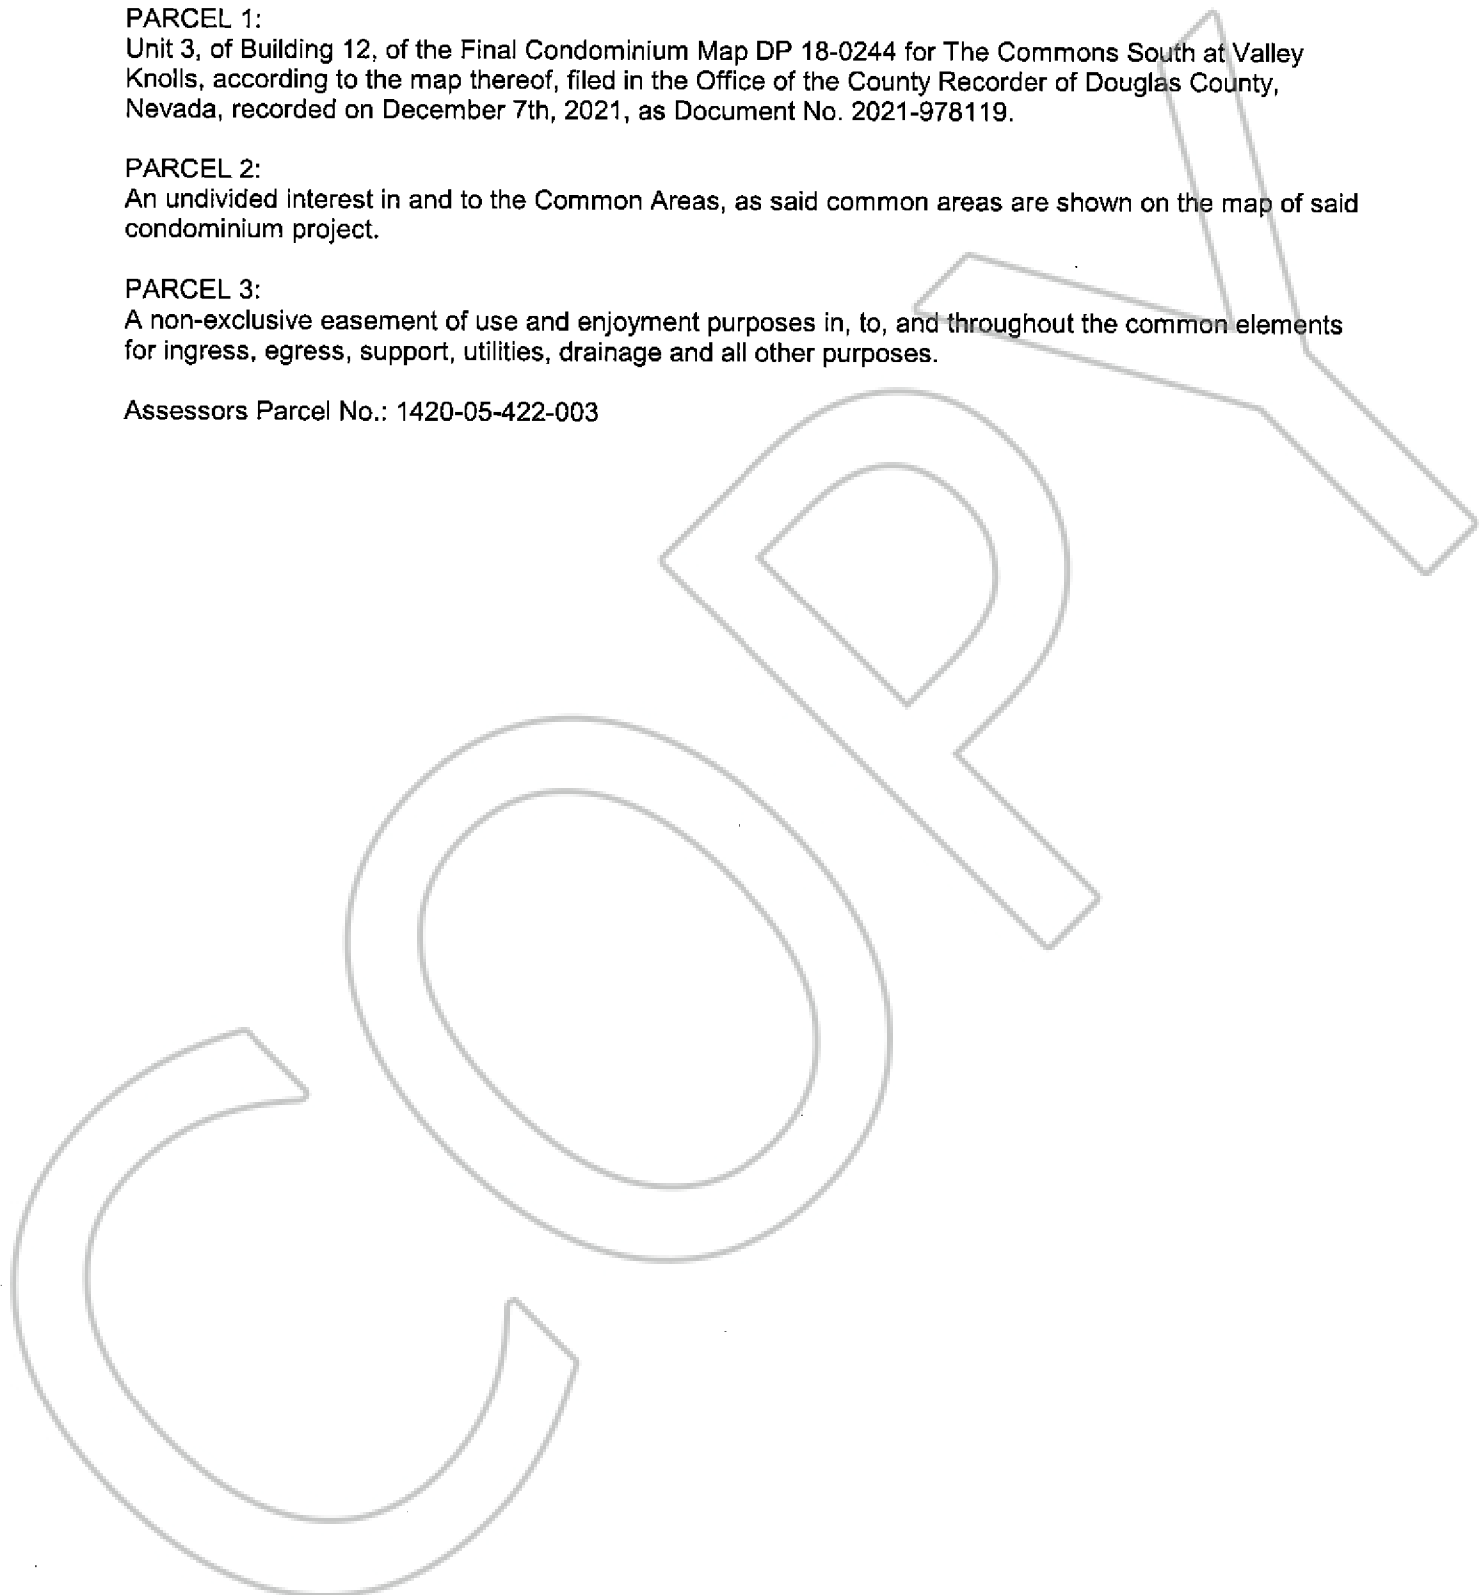 PARCEL 1:
Unit 3, of Building 12, of the Final Condominium Map DP 18-0244 for The Commons South at Valley
Knolls, according to the map thereof, filed in the Office of the County Recorder of Douglas County,
Nevada, recorded on December 7th, 2021, as Document No. 2021-978119.
PARCEL 2:
An undivided interest in and to the Common Areas, as said common areas are shown on the map of said
condominium project.
PARCEL 3:
A non-exclusive easement of use and enjoyment purposes in, to, and throughout the common elements
for ingress, egress, support, utilities, drainage and all other purposes.
Assessors Parcel No.: 1420-05-422-003
COPY